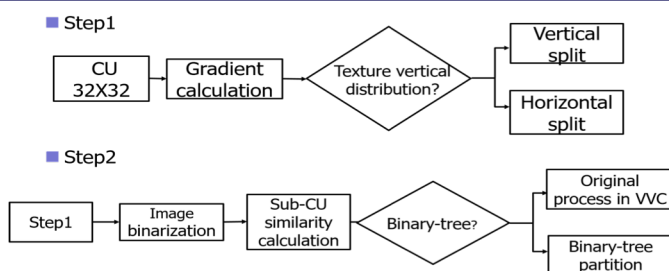 Step1
CU
32X32
Gradient
calculation
Texture vertical
distribution?
Vertical
split
Horizontal
split
Step2
Step1
Image
binarization
Sub-CU
similarity
calculation
Binary-tree?
Original
process in VVC
Binary-tree
partition